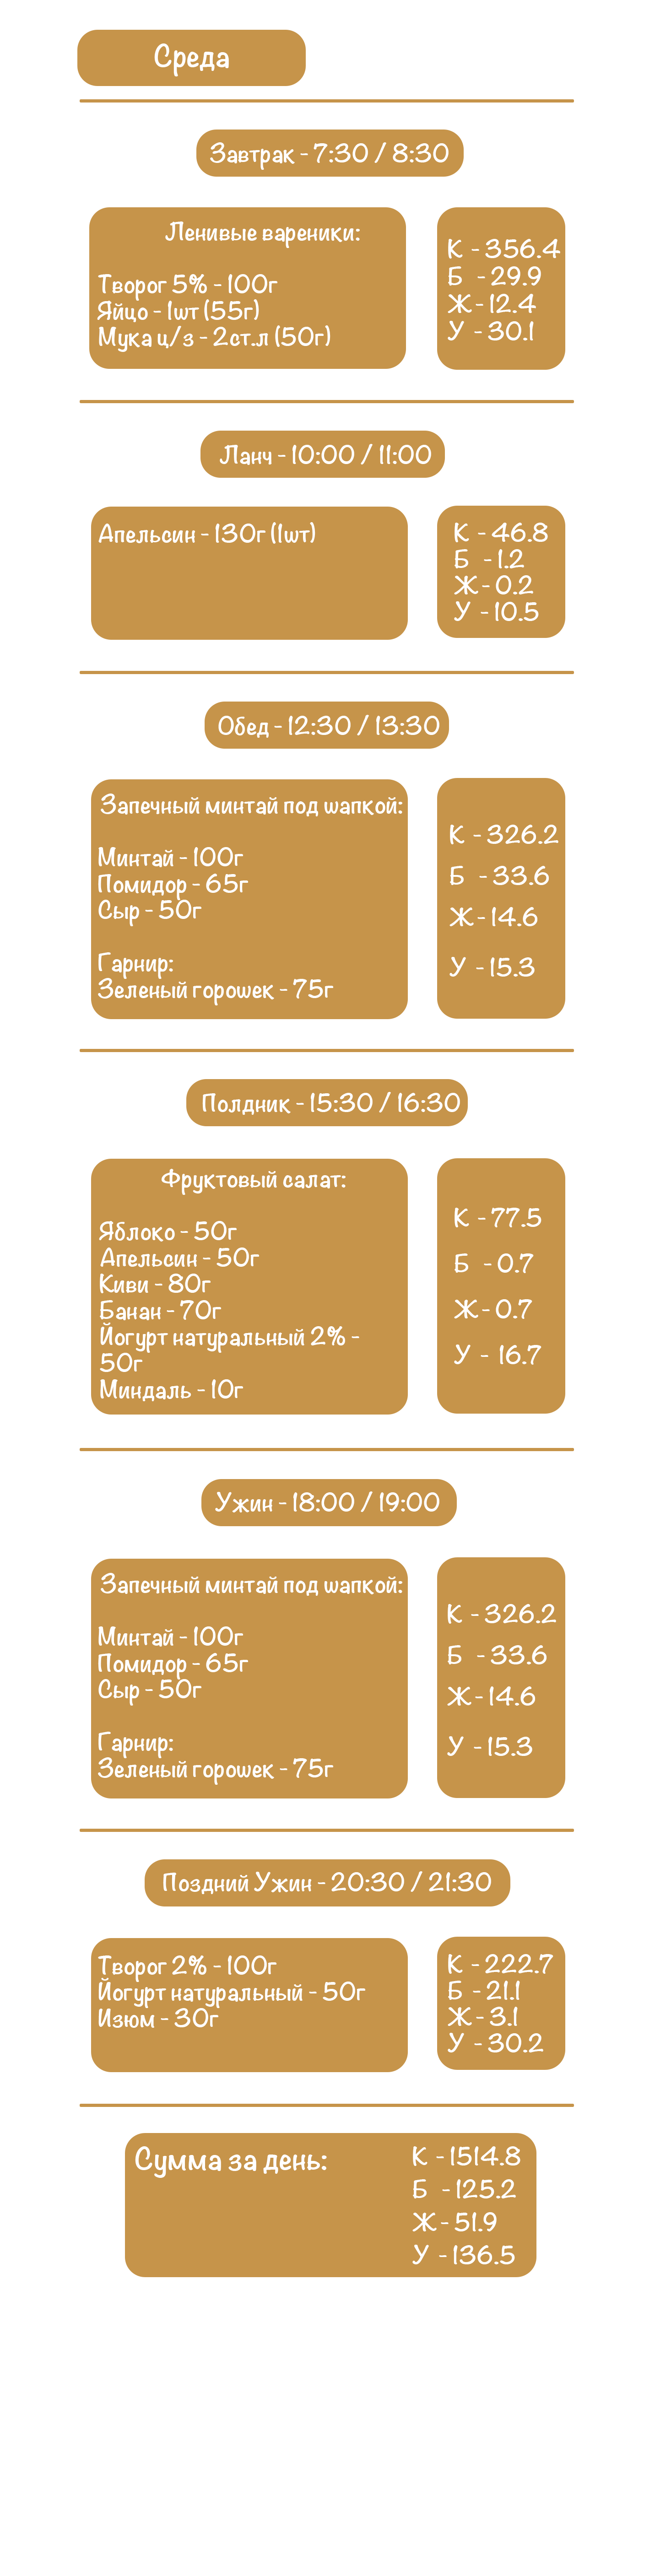 Среда
Завтрак - 7:30 / 8:30
Ленивые вареники:
Творог 5% - 100г
Яйцо - 1шт (55г)
Мука ц/з - 2ст.л (50г)
К - 356.4
Б - 29.9
Ж - 12.4
У - 30.1
Ланч - 10:00 / 11:00
Апельсин - 130г (1шт)
К - 46.8
Б - 1.2
Ж - 0.2
У - 10.5
Обед - 12:30 / 13:30
Запечный минтай под шапкой:
Минтай - 100г
Помидор - 65г
Сыр - 50г
Гарнир:
Зеленый горошек - 75г
К - 326.2
Б - 33.6
Ж - 14.6
У - 15.3
Полдник - 15:30 / 16:30
Фруктовый салат:
Яблоко - 50г
Апельсин - 50г
Киви - 80г
Банан - 70г
Йогурт натуральный 2% -
50г
Миндаль - 10г
К - 77.5
Б - 0.7
Ж - 0.7
У - 16.7
Ужин - 18:00 / 19:00
Запечный минтай под шапкой:
Минтай - 100г
Помидор - 65г
Сыр - 50г
Гарнир:
Зеленый горошек - 75г
К - 326.2
Б - 33.6
Ж - 14.6
У - 15.3
Поздний Ужин - 20:30 / 21:30
Творог 2% - 100г
Йогурт натуральный - 50г
Изюм - 30г
К - 222.7
Б - 21.1
Ж - 3.1
У - 30.2
Сумма за день:
К - 1514.8
Б - 125.2
Ж - 51.9
У - 136.5